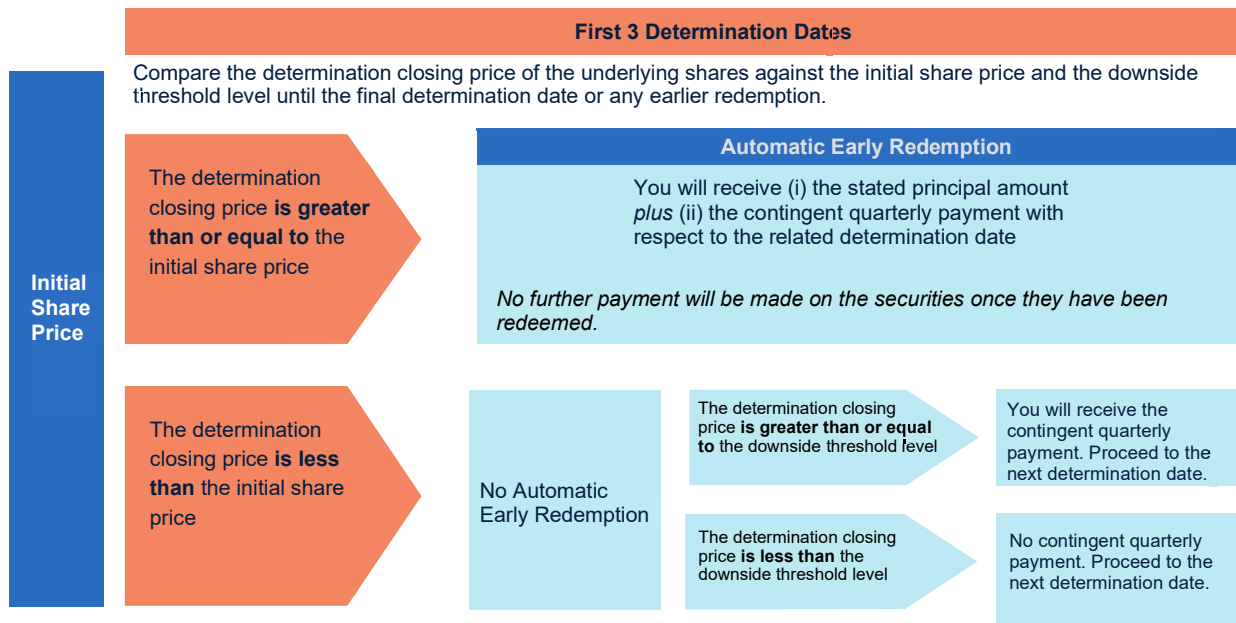 First 3 Determination Dates
Compare the determination closing price of the underlying shares against the initial share price and the downside
threshold level until the final determination date or any earlier redemption.
Initial
Share
Price
The determination
closing price is greater
than or equal to the
initial share price
Automatic Early Redemption
You will receive (i) the stated principal amount
plus (ii) the contingent quarterly payment with
respect to the related determination date
No further payment will be made on the securities once they have been
redeemed.
The determination
closing price is less
than the initial share
price
No Automatic
Early Redemption
The determination closing
price is greater than or equal
to the downside threshold level
You will receive the
contingent quarterly
payment. Proceed to the
next determination date.
The determination closing
price is less than the
downside threshold level
No contingent quarterly
payment. Proceed to the
next determination date.